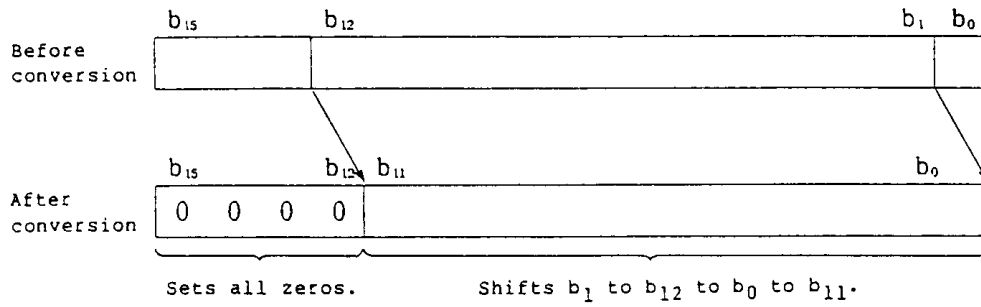 b15 b12 b1 b0
Before
conversion
b15 b12 b11 b0
After
conversion
0 0 0 0
Sets all zeros. Shifts b1 to b12 to b0 to b11.